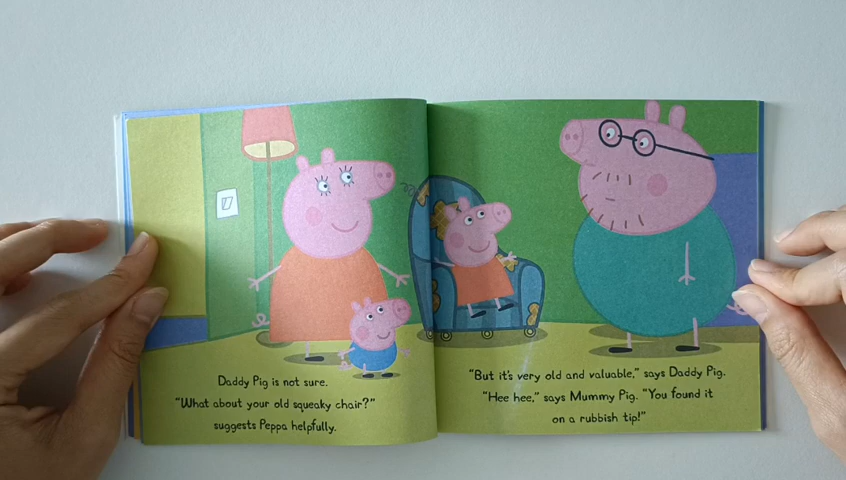 Daddy Pig is not sure.
"What about your old squeaky chair?"
suggests Peppa helpfully.
"But it's very old and valuable," says Daddy Pig.
"Hee hee," says Mummy Pig. "You found it
on a rubbish tip!"